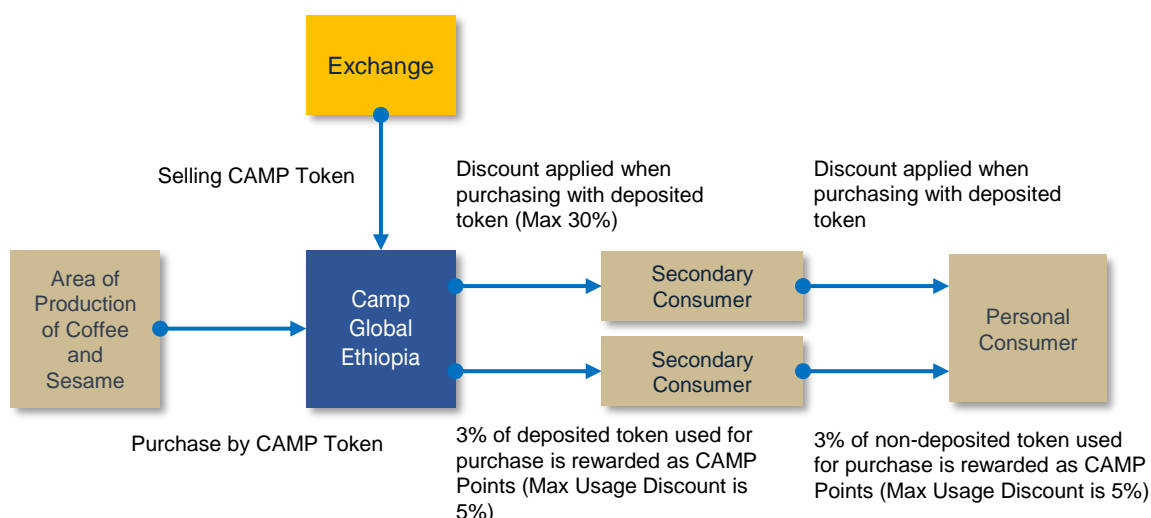 Exchange
Selling CAMP Token
Discount applied when
purchasing with deposited
token (Max 30%)
Discount applied when
purchasing with deposited
token
Area of
Production
of Coffee
and
Sesame
Camp
Global
Ethiopia
Secondary
Consumer
Secondary
Consumer
Personal
Consumer
Purchase by CAMP Token
3% of deposited token used for
purchase is rewarded as CAMP
Points (Max Usage Discount is
5%)
3% of non-deposited token used
for purchase is rewarded as CAMP
Points (Max Usage Discount is 5%)